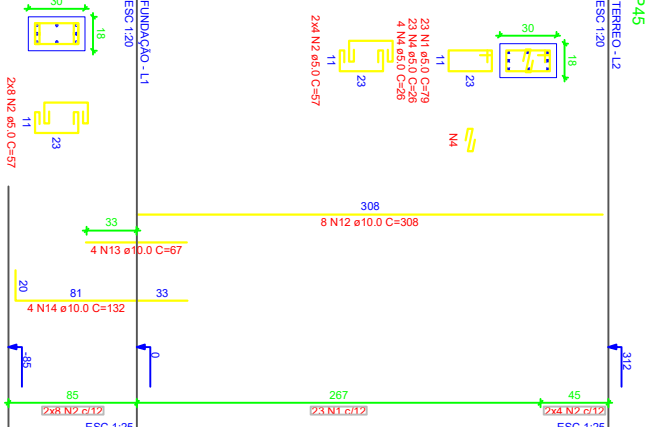 P45
TERREO - L2
ESC 1:20
30
18
11
23
23 N1 ø5.0 C=79
23 N4 ø5.0 C=26
4 N4 ø5.0 C=26
11
23
2x4 N2 ø5.0 C=57
N4
FUNDAÇÃO - L1
ESC 1:20
30
18
11
23
2x8 N2 ø5.0 C=57
308
8 N12 ø10.0 C=308
33
4 N13 ø10.0 C=67
20
81
33
4 N14 ø10.0 C=132
-85
0
312
85
267
45
2x8 N2 c/12
23 N1 c/12
2x4 N2 c/12
ESC 1:25
ESC 1:25